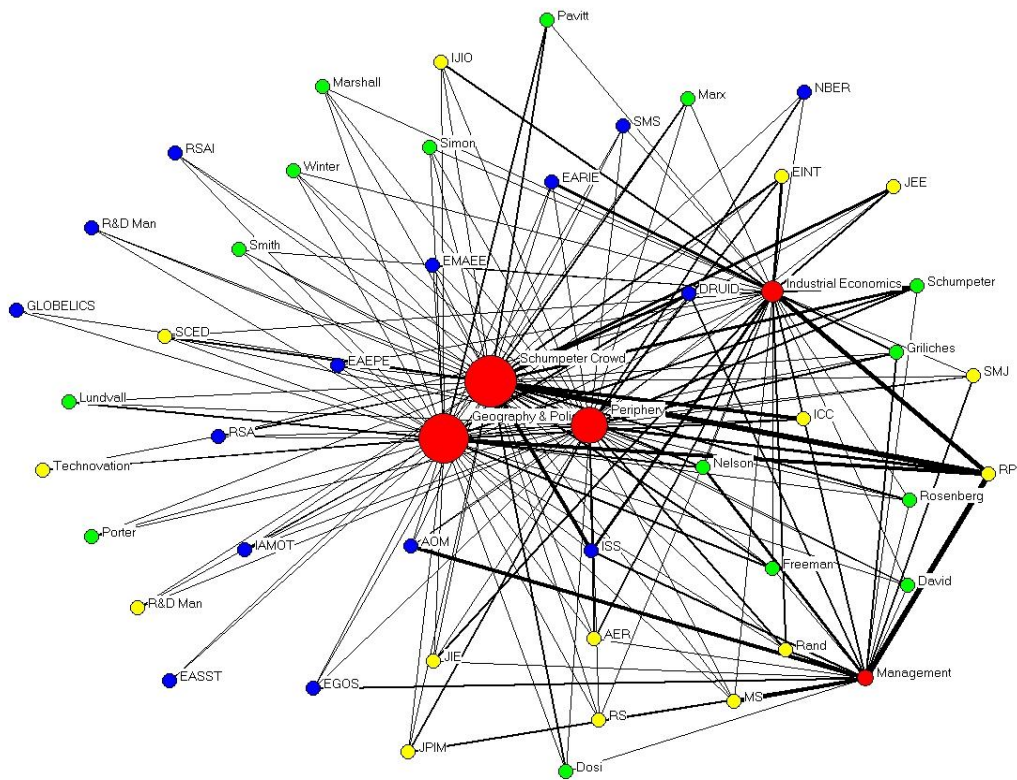 Pavitt
IJIO
Marshall
Marx
NBER
SMS
Simon
RSAI
Winter
EARIE
EINT
JEE
R&D Man
Smith
EMAEE
DRUID
Industrial Economics
Schumpeter
GLOBELICS
SCED
Griliches
EAEPE
Schumpeter Crowd
SMJ
Lundvall
Geography & Poli
Periphery
ICC
RSA
Technovation
Nelson
RP
Rosenberg
Porter
IAMOT
AOM
ISS
Freeman
David
R&D Man
AER
Rand
JIE
Management
EASST
EGOS
MS
RS
JPIM
Dosi